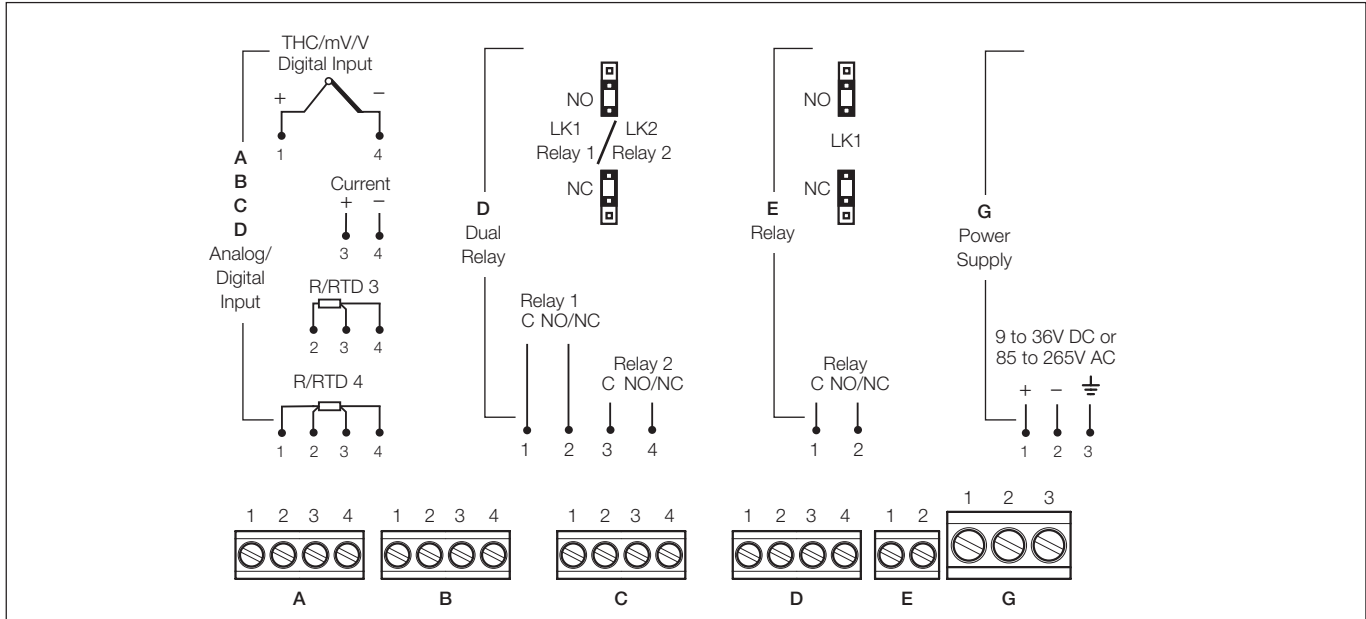 THC/mV/V
Digital Input
+ −
1 4
A
B
C
D
Analog/
Digital
Input
Current
+ −
3 4
R/RTD 3
2 3 4
R/RTD 4
1 2 3 4
D
Dual
Relay
NO
LK1 LK2
Relay 1 Relay 2
NC
Relay 1
C NO/NC
Relay 2
C NO/NC
1 2 3 4
E
Relay
NO
LK1
NC
Relay
C NO/NC
1 2
G
Power
Supply
9 to 36V DC or
85 to 265V AC
+ −
1 2 3
1 2 3 4 1 2 3 4 1 2 3 4 1 2 3 4 1 2 1 2 3
A B C D E G